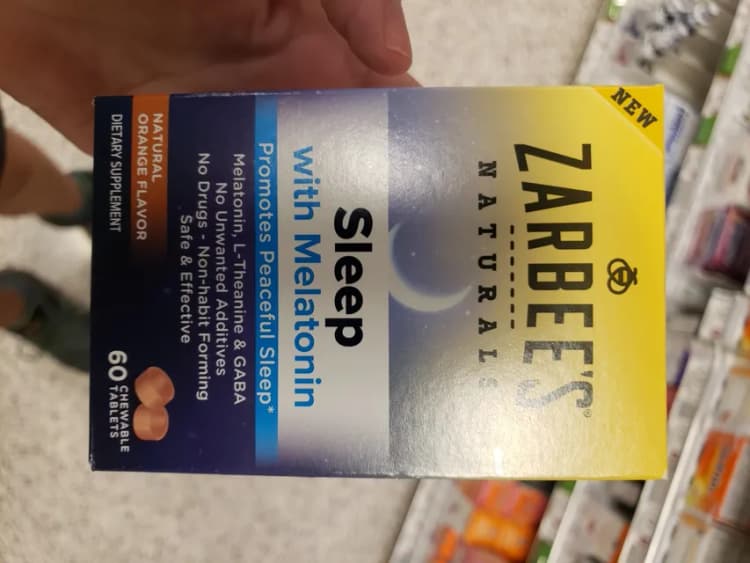 NEW
ZARBEE'S®
NATURALS
Sleep
with Melatonin
Promotes Peaceful Sleep*
Melatonin, L-Theanine & GABA
No Unwanted Additives
No Drugs - Non-habit Forming
Safe & Effective
NATURAL
ORANGE FLAVOR
DIETARY SUPPLEMENT
60 CHEWABLE
TABLETS